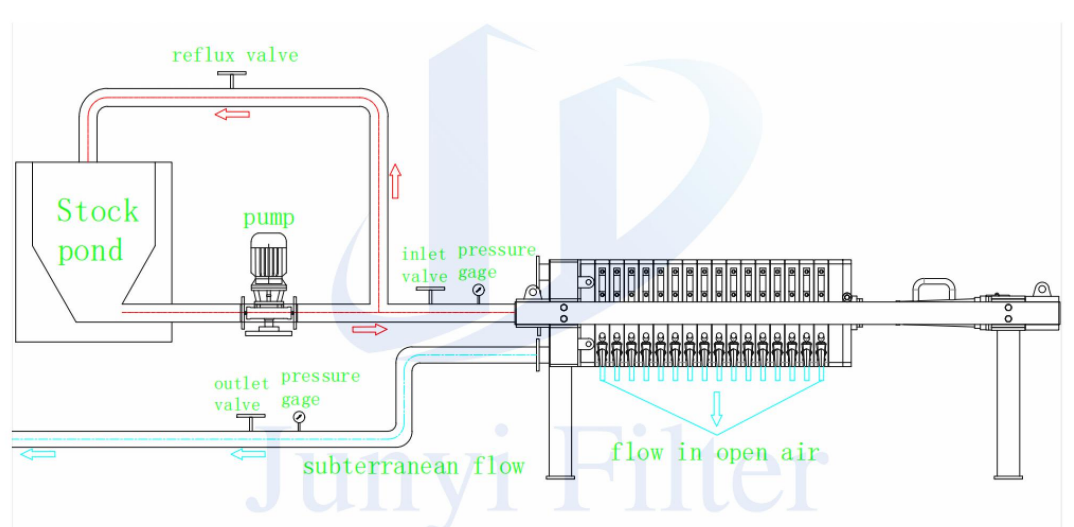 reflux valve
Stock
pond
pump
inlet
valve
pressure
gage
outlet
valve
pressure
gage
subterranean flow
flow in open air
Junyi Filter